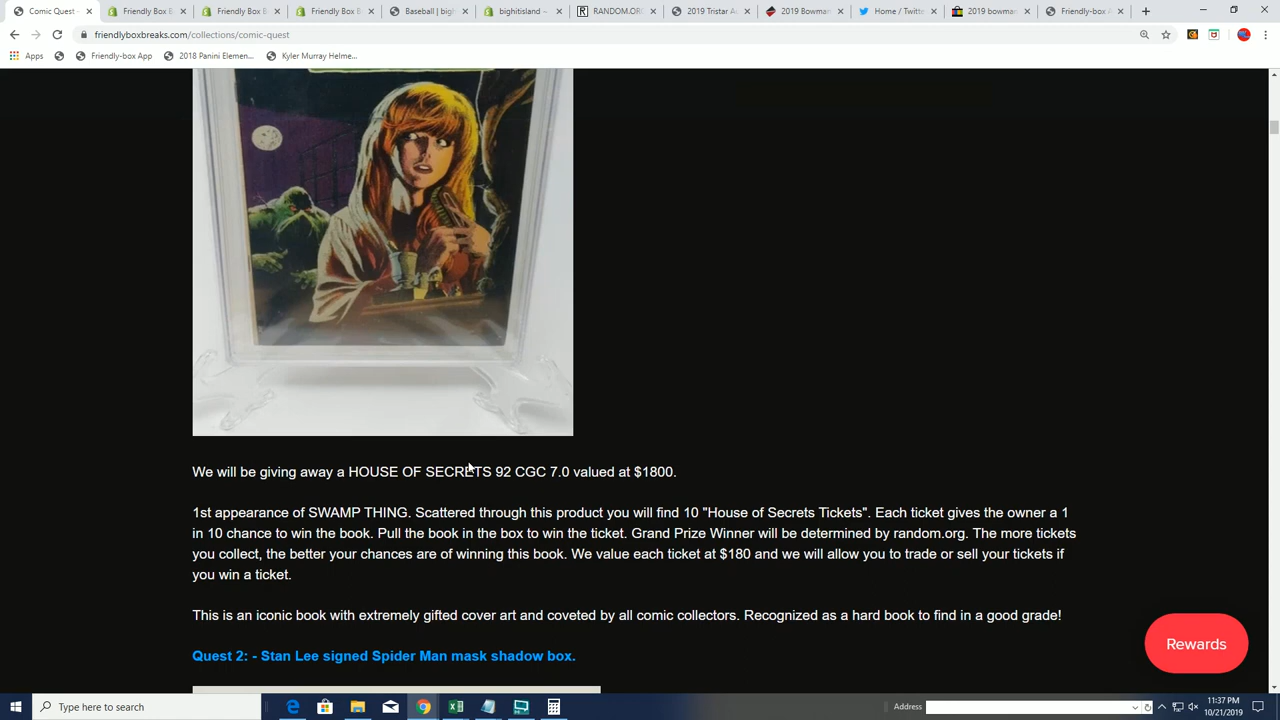 Comic Quest –
Friendly Box B
Friendly Box B
Friendly Box B
Baseball | bigh
bighitisland ~
RANDOM.OR
2019 Tristar A
2019 Bowman
Home / Twitte
2019 bowman
Friendly-box A
friendlyboxbreaks.com/collections/comic-quest
Apps
Friendly-box App
2018 Panini Elemen...
Kyler Murray Helme...
We will be giving away a HOUSE OF SECRETS 92 CGC 7.0 valued at $1800.
1st appearance of SWAMP THING. Scattered through this product you will find 10 "House of Secrets Tickets". Each ticket gives the owner a 1
in 10 chance to win the book. Pull the book in the box to win the ticket. Grand Prize Winner will be determined by random.org. The more tickets
you collect, the better your chances are of winning this book. We value each ticket at $180 and we will allow you to trade or sell your tickets if
you win a ticket.
This is an iconic book with extremely gifted cover art and coveted by all comic collectors. Recognized as a hard book to find in a good grade!
Rewards
Quest 2: - Stan Lee signed Spider Man mask shadow box.
Type here to search
Address
11:37 PM
10/21/2019